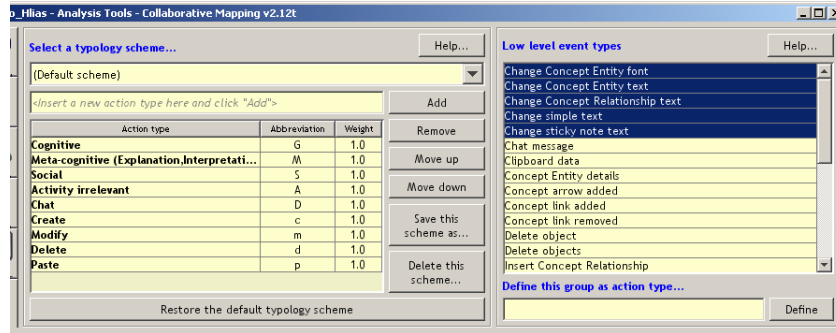 o_Hlias - Analysis Tools - Collaborative Mapping v2.12t
Select a typology scheme...
Help...
(Default scheme)
<Insert a new action type here and click "Add">
Add
Action type Abbreviation Weight
Cognitive G 1.0
Meta-cognitive (Explanation,Interpretati... M 1.0
Social S 1.0
Activity irrelevant A 1.0
Chat D 1.0
Create c 1.0
Modify m 1.0
Delete d 1.0
Paste p 1.0
Remove
Move up
Move down
Save this
scheme as...
Delete this
scheme...
Restore the default typology scheme
Low level event types
Help...
Change Concept Entity font
Change Concept Entity text
Change Concept Relationship text
Change simple text
Change sticky note text
Chat message
Clipboard data
Concept Entity details
Concept arrow added
Concept link added
Concept link removed
Delete object
Delete objects
Insert Concept Relationship
Define this group as action type...
Define